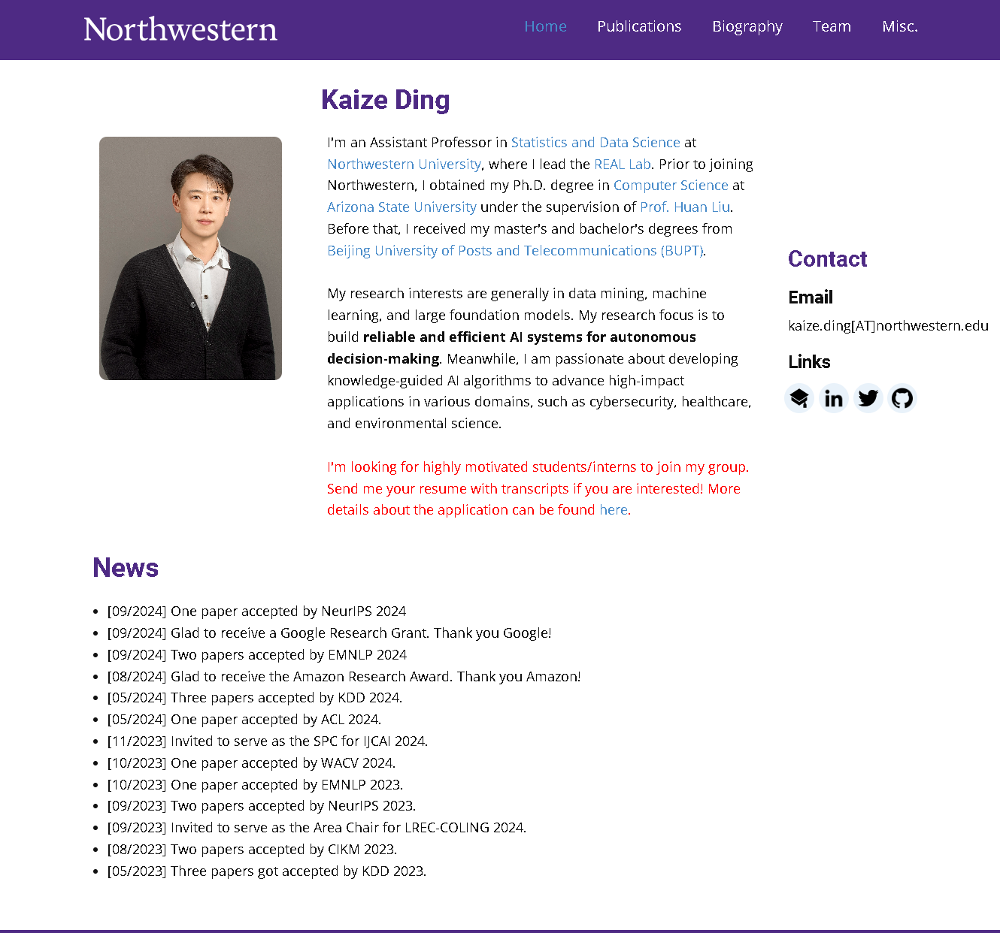 Northwestern
Home Publications Biography Team Misc.
Kaize Ding
I'm an Assistant Professor in Statistics and Data Science at
Northwestern University, where I lead the REAL Lab. Prior to joining
Northwestern, I obtained my Ph.D. degree in Computer Science at
Arizona State University under the supervision of Prof. Huan Liu.
Before that, I received my master's and bachelor's degrees from
Beijing University of Posts and Telecommunications (BUPT).
My research interests are generally in data mining, machine
learning, and large foundation models. My research focus is to
build reliable and efficient AI systems for autonomous
decision-making. Meanwhile, I am passionate about developing
knowledge-guided AI algorithms to advance high-impact
applications in various domains, such as cybersecurity, healthcare,
and environmental science.
I'm looking for highly motivated students/interns to join my group.
Send me your resume with transcripts if you are interested! More
details about the application can be found here.
Contact
Email
kaize.ding[AT]northwestern.edu
Links
in
News
• [09/2024] One paper accepted by NeurIPS 2024
• [09/2024] Glad to receive a Google Research Grant. Thank you Google!
• [09/2024] Two papers accepted by EMNLP 2024
• [08/2024] Glad to receive the Amazon Research Award. Thank you Amazon!
• [05/2024] Three papers accepted by KDD 2024.
• [05/2024] One paper accepted by ACL 2024.
• [11/2023] Invited to serve as the SPC for IJCAI 2024.
• [10/2023] One paper accepted by WACV 2024.
• [10/2023] One paper accepted by EMNLP 2023.
• [09/2023] Two papers accepted by NeurIPS 2023.
• [09/2023] Invited to serve as the Area Chair for LREC-COLING 2024.
• [08/2023] Two papers accepted by CIKM 2023.
• [05/2023] Three papers got accepted by KDD 2023.